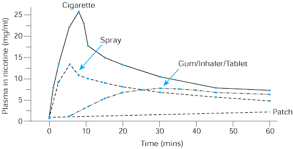 Cigarette
30
25
Spray
20
Gum/Inhaler/Tablet
15
10
5
Patch
0
0 10 20 30 40 50 60
Plasma in nicotine (mg/ml)
Time (mins)